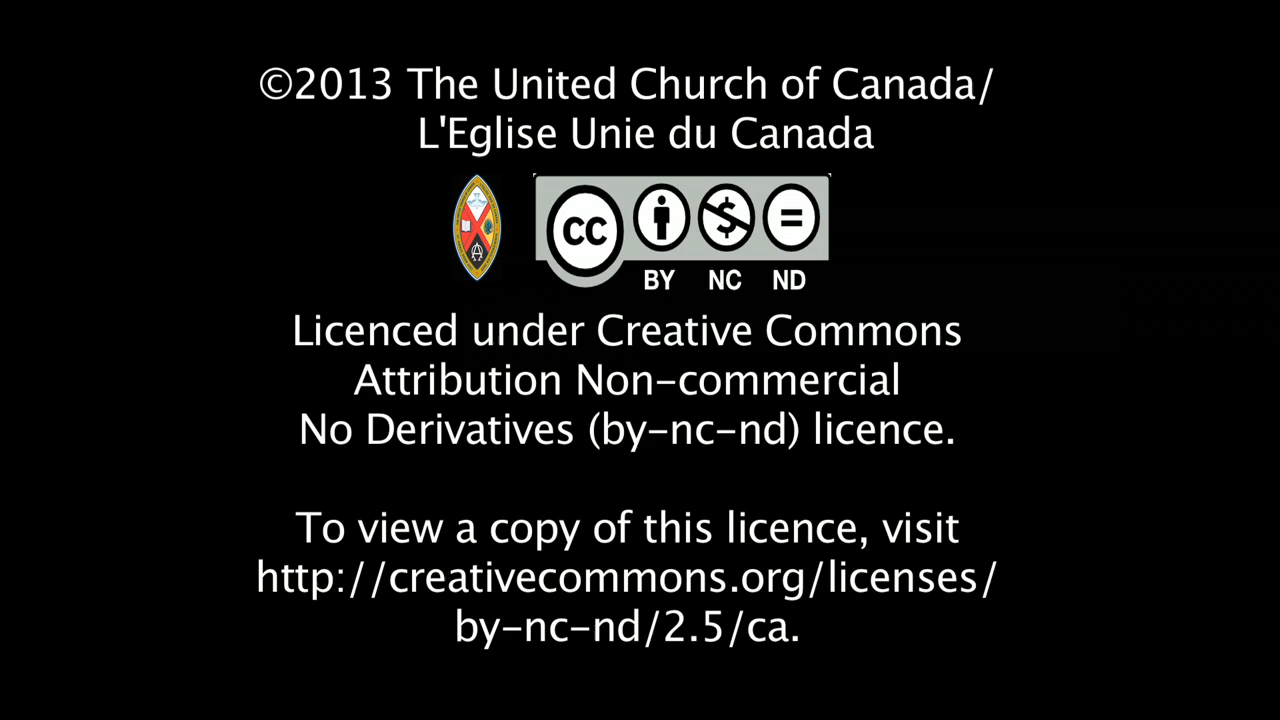 ©2013 The United Church of Canada/
L'Eglise Unie du Canada
CC BY NC ND
Licenced under Creative Commons
Attribution Non-commercial
No Derivatives (by-nc-nd) licence.
To view a copy of this licence, visit
http://creativecommons.org/licenses/
by-nc-nd/2.5/ca.